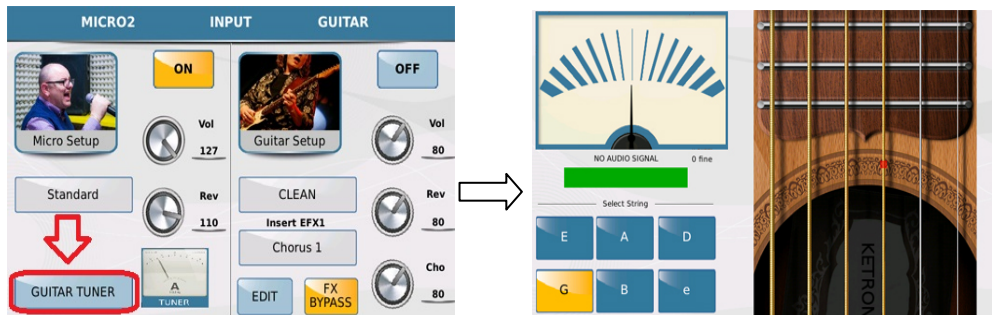 MICRO2 INPUT GUITAR
ON
OFF
Micro Setup
Guitar Setup
Vol
127
Vol
80
Standard
CLEAN
Rev
110
Rev
80
Insert EFX1
Chorus 1
GUITAR TUNER
A
TUNER
EDIT
FX
BYPASS
Cho
80
NO AUDIO SIGNAL 0 fine
Select String
E A D
G B e
KETRON